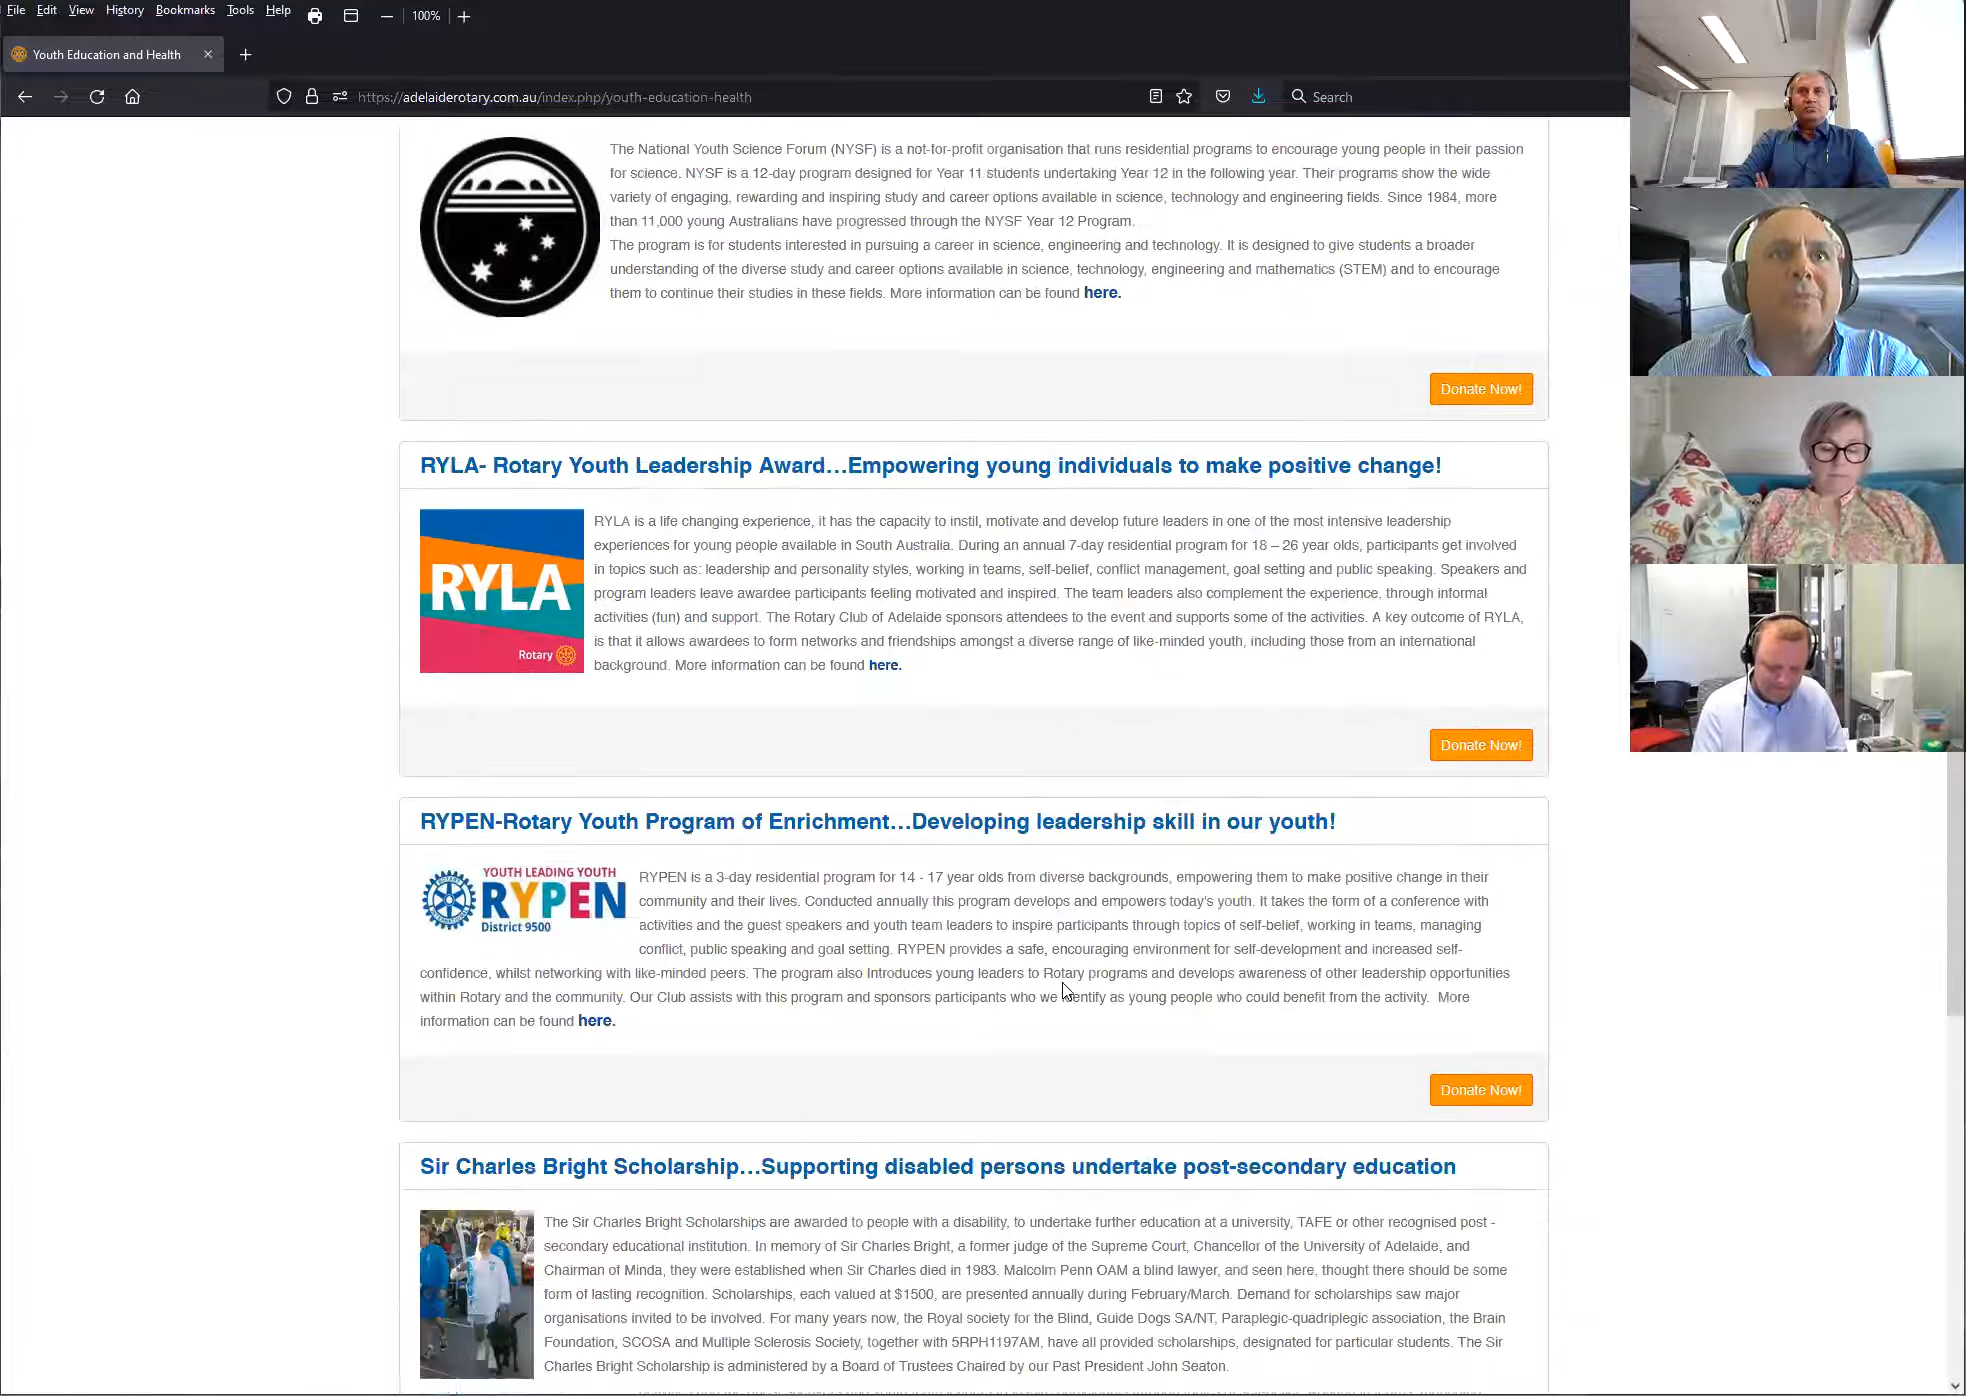 File Edit View History Bookmarks Tools Help 100%
Youth Education and Health
https://adelaiderotary.com.au/index.php/youth-education-health
Search
The National Youth Science Forum (NYSF) is a not-for-profit organisation that runs residential programs to encourage young people in their passion
for science. NYSF is a 12-day program designed for Year 11 students undertaking Year 12 in the following year. Their programs show the wide
variety of engaging, rewarding and inspiring study and career options available in science, technology and engineering fields. Since 1984, more
than 11,000 young Australians have progressed through the NYSF Year 12 Program.
The program is for students interested in pursuing a career in science, engineering and technology. It is designed to give students a broader
understanding of the diverse study and career options available in science, technology, engineering and mathematics (STEM) and to encourage
them to continue their studies in these fields. More information can be found here.
Donate Now!
RYLA- Rotary Youth Leadership Award...Empowering young individuals to make positive change!
RYLA
Rotary
RYLA is a life changing experience, it has the capacity to instil, motivate and develop future leaders in one of the most intensive leadership
experiences for young people available in South Australia. During an annual 7-day residential program for 18 – 26 year olds, participants get involved
in topics such as: leadership and personality styles, working in teams, self-belief, conflict management, goal setting and public speaking. Speakers and
program leaders leave awardee participants feeling motivated and inspired. The team leaders also complement the experience, through informal
activities (fun) and support. The Rotary Club of Adelaide sponsors attendees to the event and supports some of the activities. A key outcome of RYLA,
is that it allows awardees to form networks and friendships amongst a diverse range of like-minded youth, including those from an international
background. More information can be found here.
Donate Now!
RYPEN-Rotary Youth Program of Enrichment...Developing leadership skill in our youth!
YOUTH LEADING YOUTH
RYPEN
District 9500
RYPEN is a 3-day residential program for 14 - 17 year olds from diverse backgrounds, empowering them to make positive change in their
community and their lives. Conducted annually this program develops and empowers today's youth. It takes the form of a conference with
activities and the guest speakers and youth team leaders to inspire participants through topics of self-belief, working in teams, managing
conflict, public speaking and goal setting. RYPEN provides a safe, encouraging environment for self-development and increased self-
confidence, whilst networking with like-minded peers. The program also Introduces young leaders to Rotary programs and develops awareness of other leadership opportunities
within Rotary and the community. Our Club assists with this program and sponsors participants who we identify as young people who could benefit from the activity. More
information can be found here.
Donate Now!
Sir Charles Bright Scholarship...Supporting disabled persons undertake post-secondary education
The Sir Charles Bright Scholarships are awarded to people with a disability, to undertake further education at a university, TAFE or other recognised post -
secondary educational institution. In memory of Sir Charles Bright, a former judge of the Supreme Court, Chancellor of the University of Adelaide, and
Chairman of Minda, they were established when Sir Charles died in 1983. Malcolm Penn OAM a blind lawyer, and seen here, thought there should be some
form of lasting recognition. Scholarships, each valued at $1500, are presented annually during February/March. Demand for scholarships saw major
organisations invited to be involved. For many years now, the Royal society for the Blind, Guide Dogs SA/NT, Paraplegic-quadriplegic association, the Brain
Foundation, SCOSA and Multiple Sclerosis Society, together with 5RPH1197AM, have all provided scholarships, designated for particular students. The Sir
Charles Bright Scholarship is administered by a Board of Trustees Chaired by our Past President John Seaton.